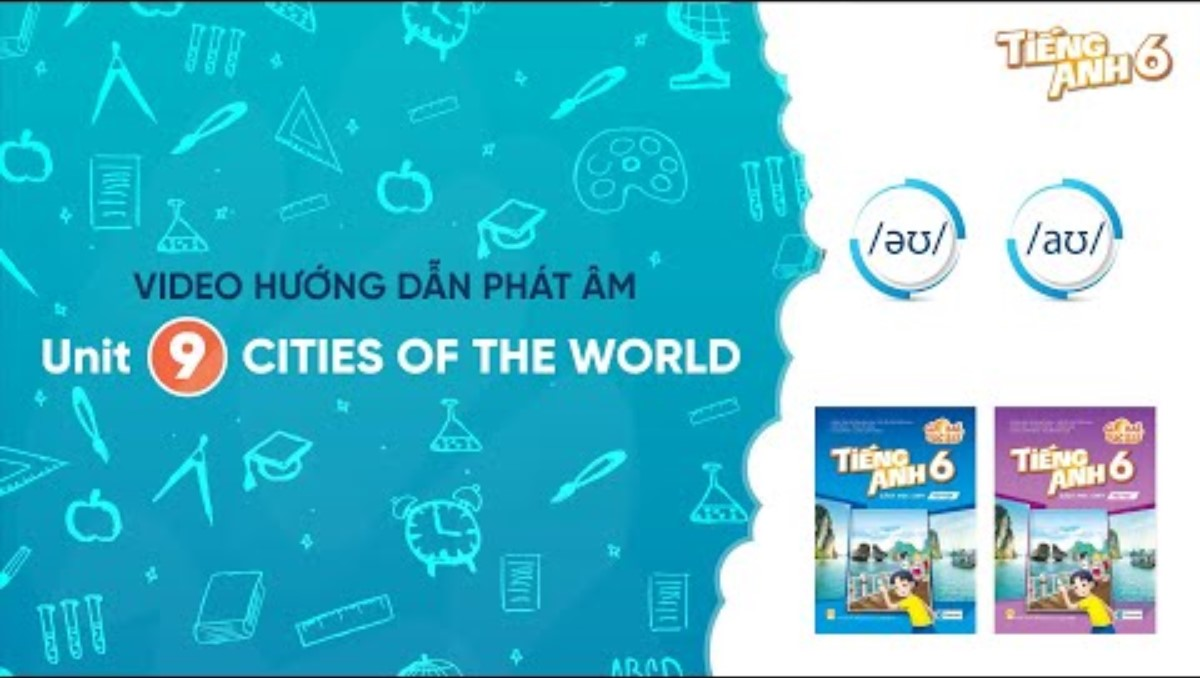 TIẾNG ANH 6
VIDEO HƯỚNG DẪN PHÁT ÂM
Unit 9 CITIES OF THE WORLD
/əʊ/
/aʊ/
TIẾNG ANH 6
TIẾNG ANH 6
ABCD